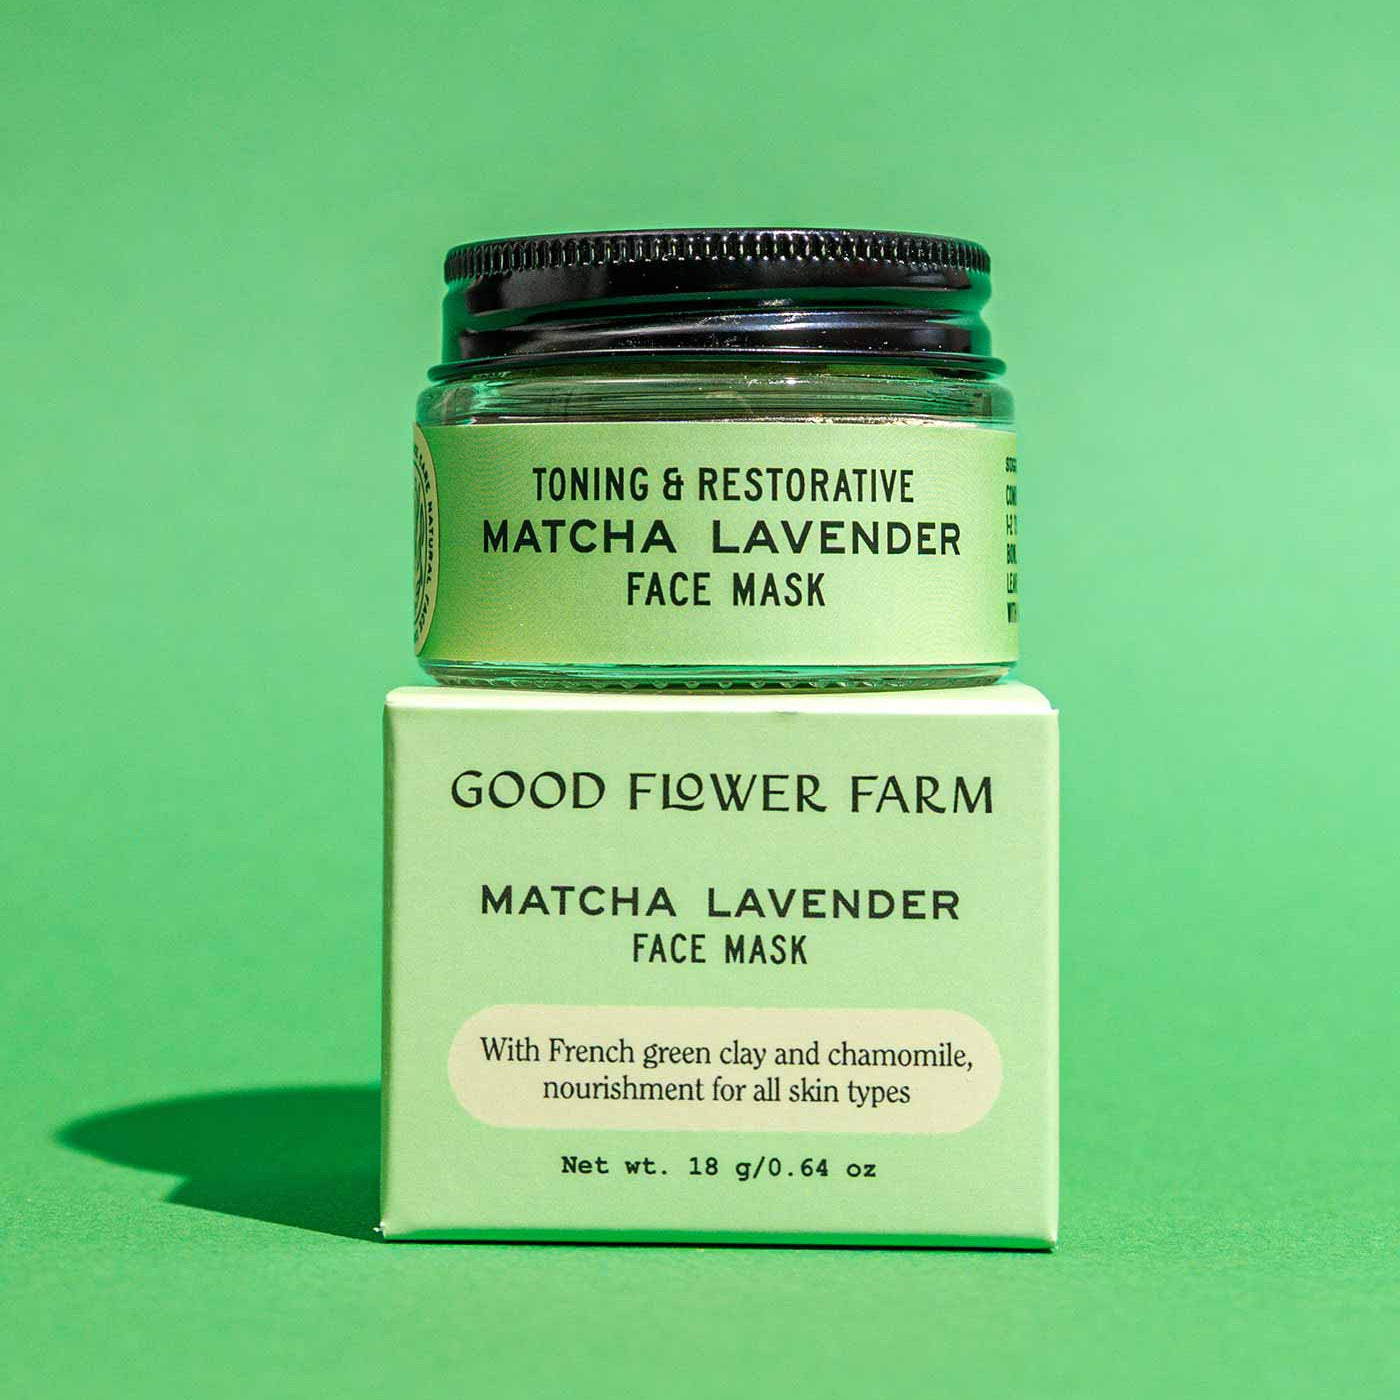 TONING & RESTORATIVE
MATCHA LAVENDER
FACE MASK
NATURAL
GOOD FLOWER FARM
MATCHA LAVENDER
FACE MASK
With French green clay and chamomile,
nourishment for all skin types
Net wt. 18 g/0.64 oz